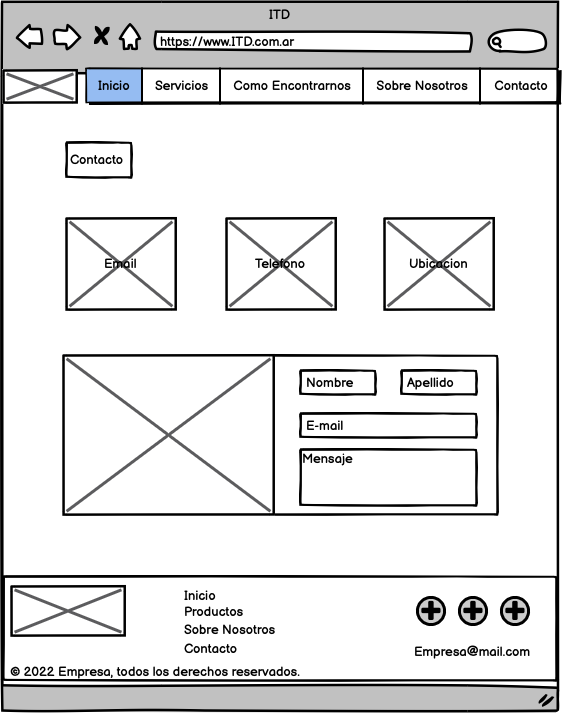 ITD
https://www.ITD.com.ar
Inicio Servicios Como Encontrarnos Sobre Nosotros Contacto
Contacto
Email Telefono Ubicacion
Nombre Apellido
E-mail
Mensaje
Inicio
Productos
Sobre Nosotros
Contacto
Empresa@mail.com
© 2022 Empresa, todos los derechos reservados.